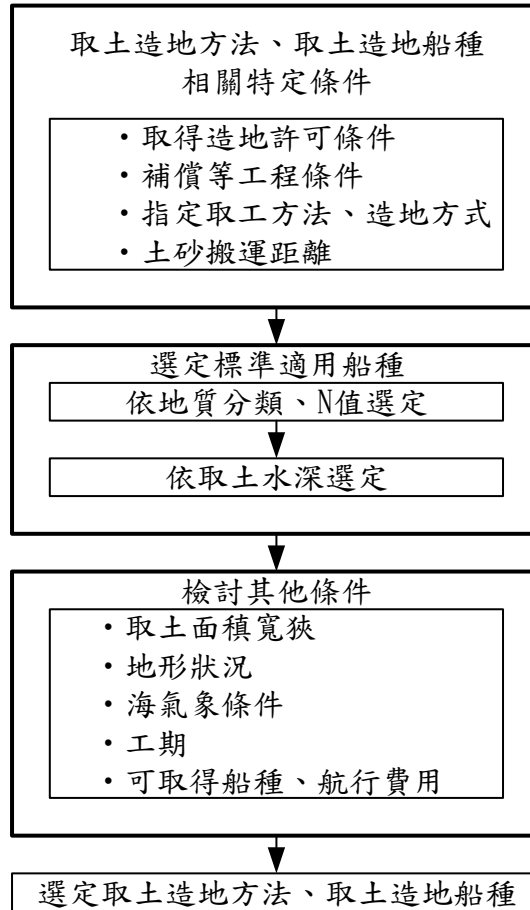 取土造地方法、取土造地船種
相關特定條件
・取得造地許可條件
・補償等工程條件
・指定取工方法、造地方式
・土砂搬運距離
選定標準適用船種
依地質分類、N值選定
依取土水深選定
檢討其他條件
・取土面積寬狹
・地形狀況
・海氣象條件
・工期
・可取得船種、航行費用
選定取土造地方法、取土造地船種